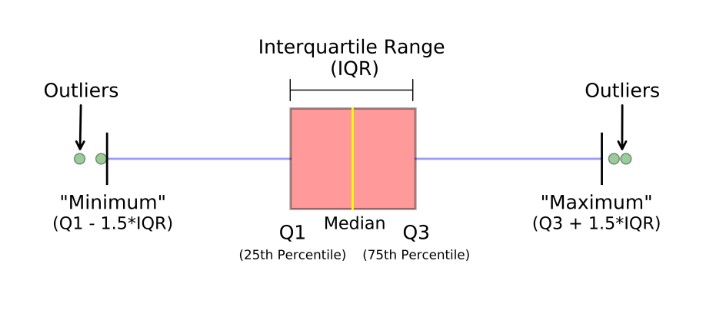 Interquartile Range
(IQR)
Outliers
Outliers
"Minimum"
(Q1 - 1.5*IQR)
"Maximum"
(Q3 + 1.5*IQR)
Q1
Median
Q3
(25th Percentile)
(75th Percentile)